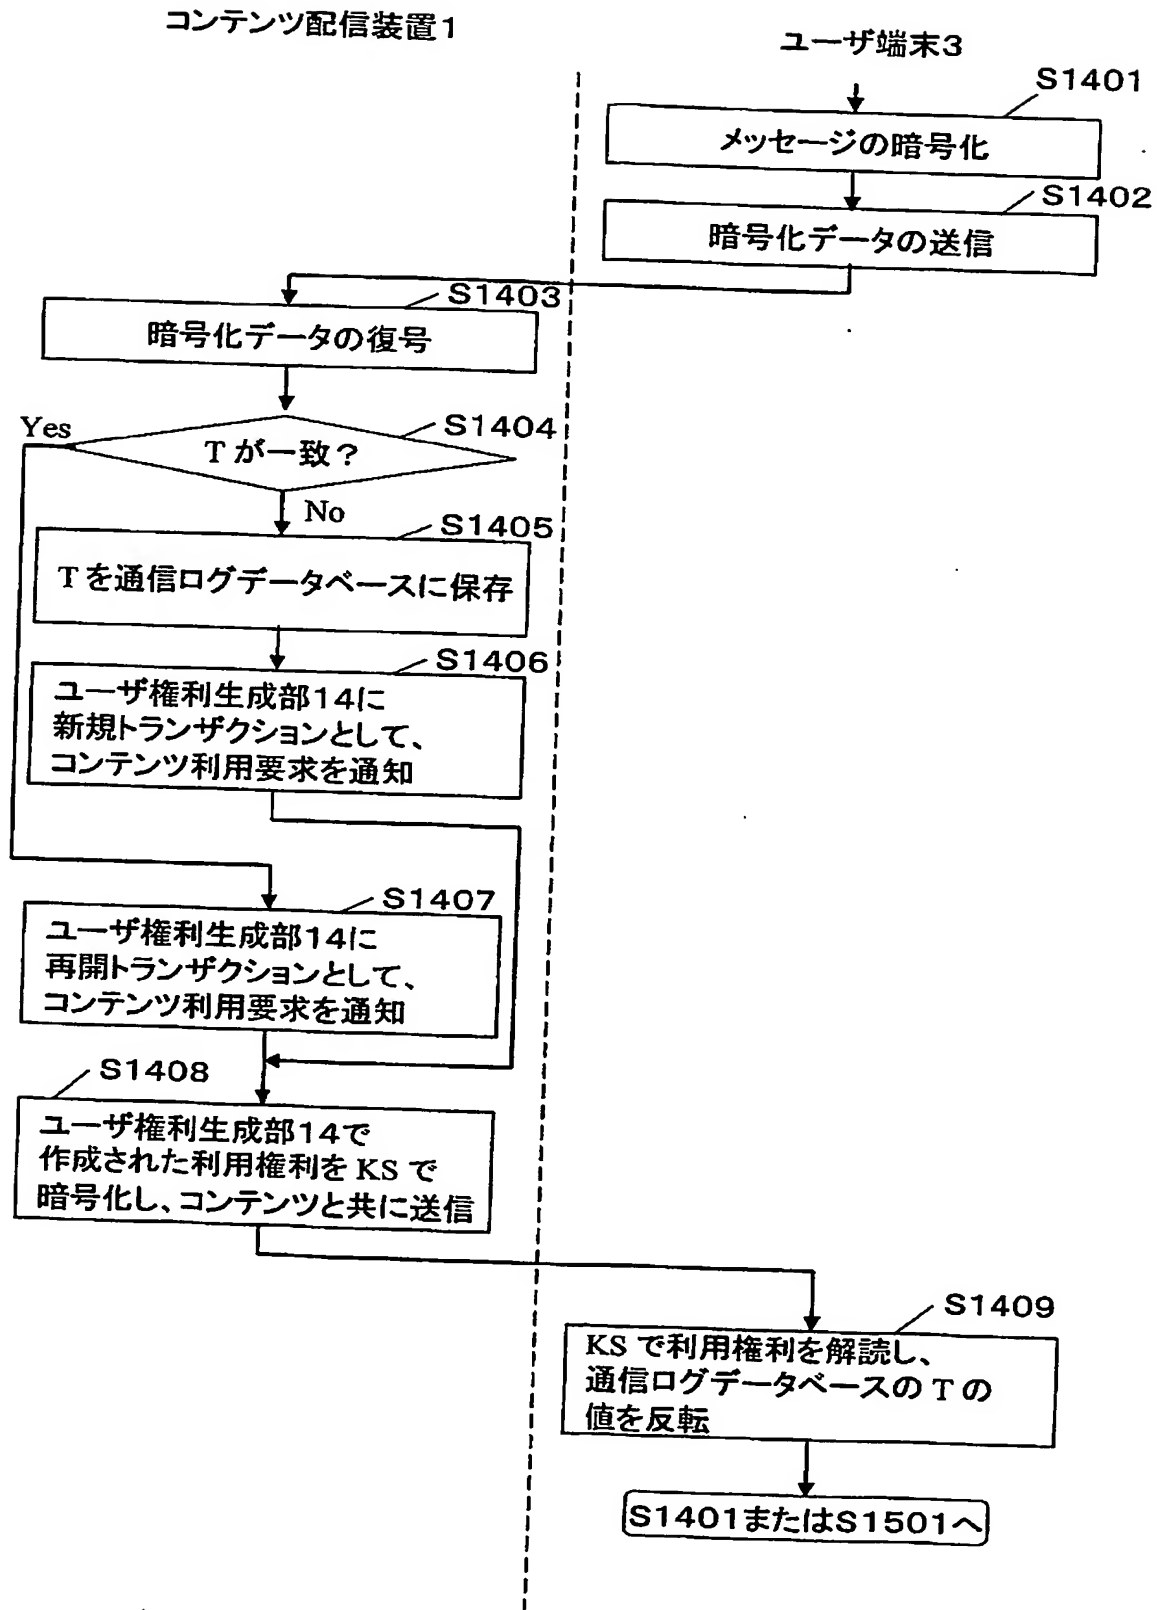 コンテンツ配信装置1
ユーザ端末3
S1401
メッセージの暗号化
S1402
暗号化データの送信
S1403
暗号化データの復号
S1404
Yes
T が一致？
No
S1405
T を通信ログデータベースに保存
S1406
ユーザ権利生成部14に
新規トランザクションとして、
コンテンツ利用要求を通知
S1407
ユーザ権利生成部14に
再開トランザクションとして、
コンテンツ利用要求を通知
S1408
ユーザ権利生成部14で
作成された利用権利を KS で
暗号化し、コンテンツと共に送信
S1409
KS で利用権利を解読し、
通信ログデータベースの T の
値を反転
S1401またはS1501へ